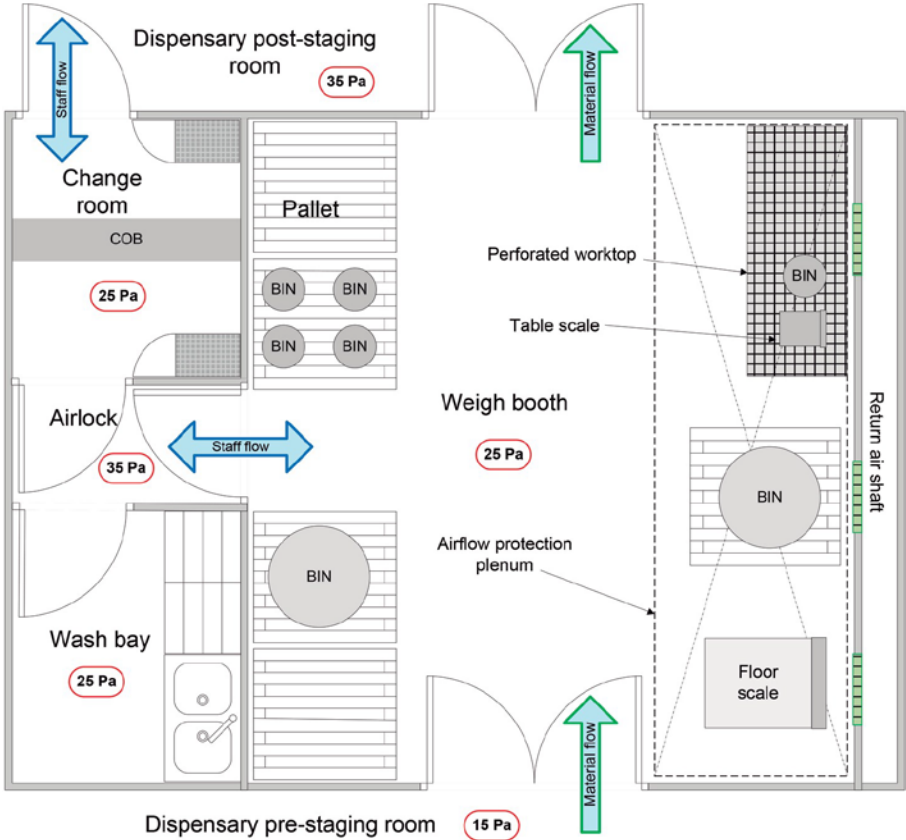 Dispensary post-staging
room
35 Pa
Staff flow
Material flow
Change
room
COB
25 Pa
Pallet
BIN
BIN
BIN
BIN
Perforated worktop
BIN
Table scale
Airlock
35 Pa
Staff flow
Weigh booth
25 Pa
Return air shaft
BIN
Airflow protection
plenum
BIN
Wash bay
25 Pa
Floor
scale
Material flow
Dispensary pre-staging room
15 Pa